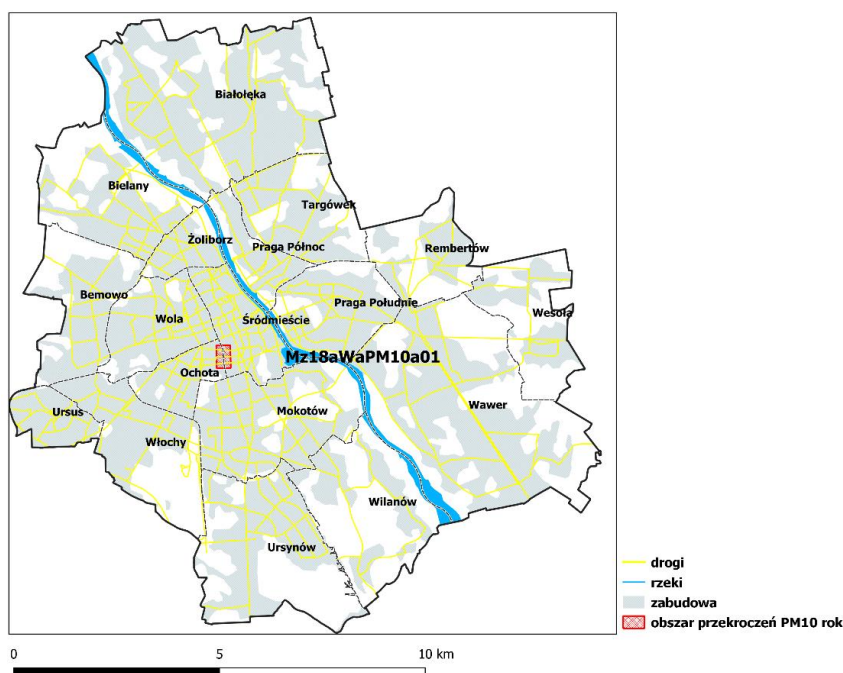 Białołęka
Bielany
Targówek
Żoliborz
Praga Północ
Rembertów
Bemowo
Praga Południe
Wesoła
Wola
Śródmieście
Mz18aWaPM10a01
Ochota
Ursus
Mokotów
Wawer
Włochy
Wilanów
Ursynów
drogi
rzeki
zabudowa
obszar przekroczeń PM10 rok
0 5 10 km